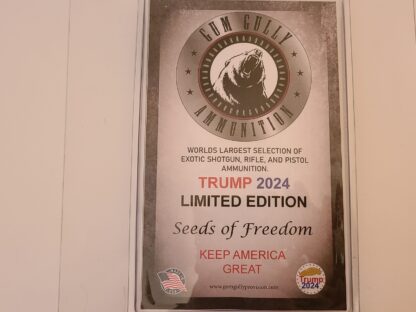 GUM GULLY
AMMUNITION
WORLDS LARGEST SELECTION OF
EXOTIC SHOTGUN, RIFLE, AND PISTOL
AMMUNITION.
TRUMP 2024
LIMITED EDITION
Seeds of Freedom
KEEP AMERICA
GREAT
Trump
2024